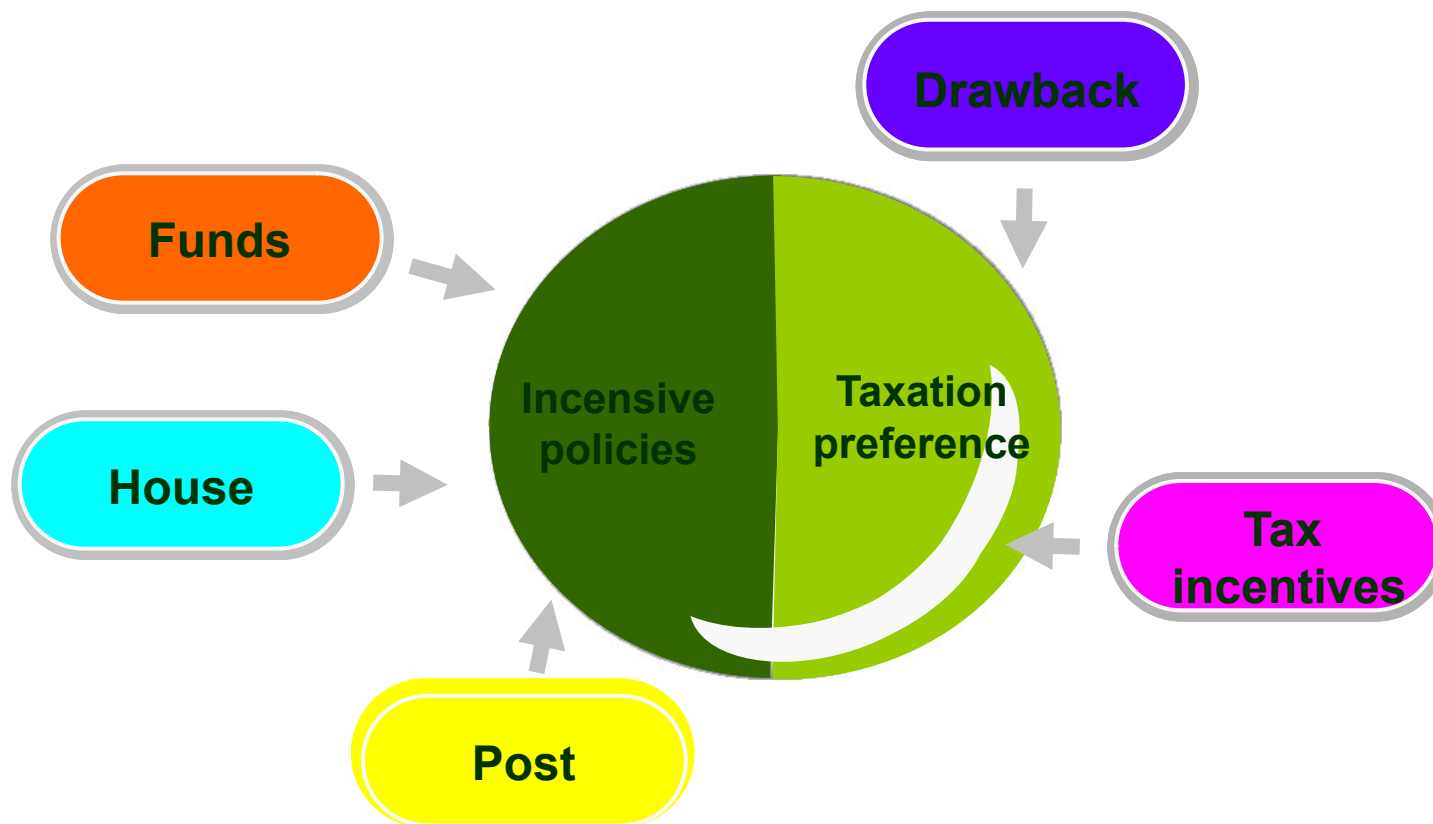 Drawback
Funds
Incensive
policies
Taxation
preference
House
Tax
incentives
Post